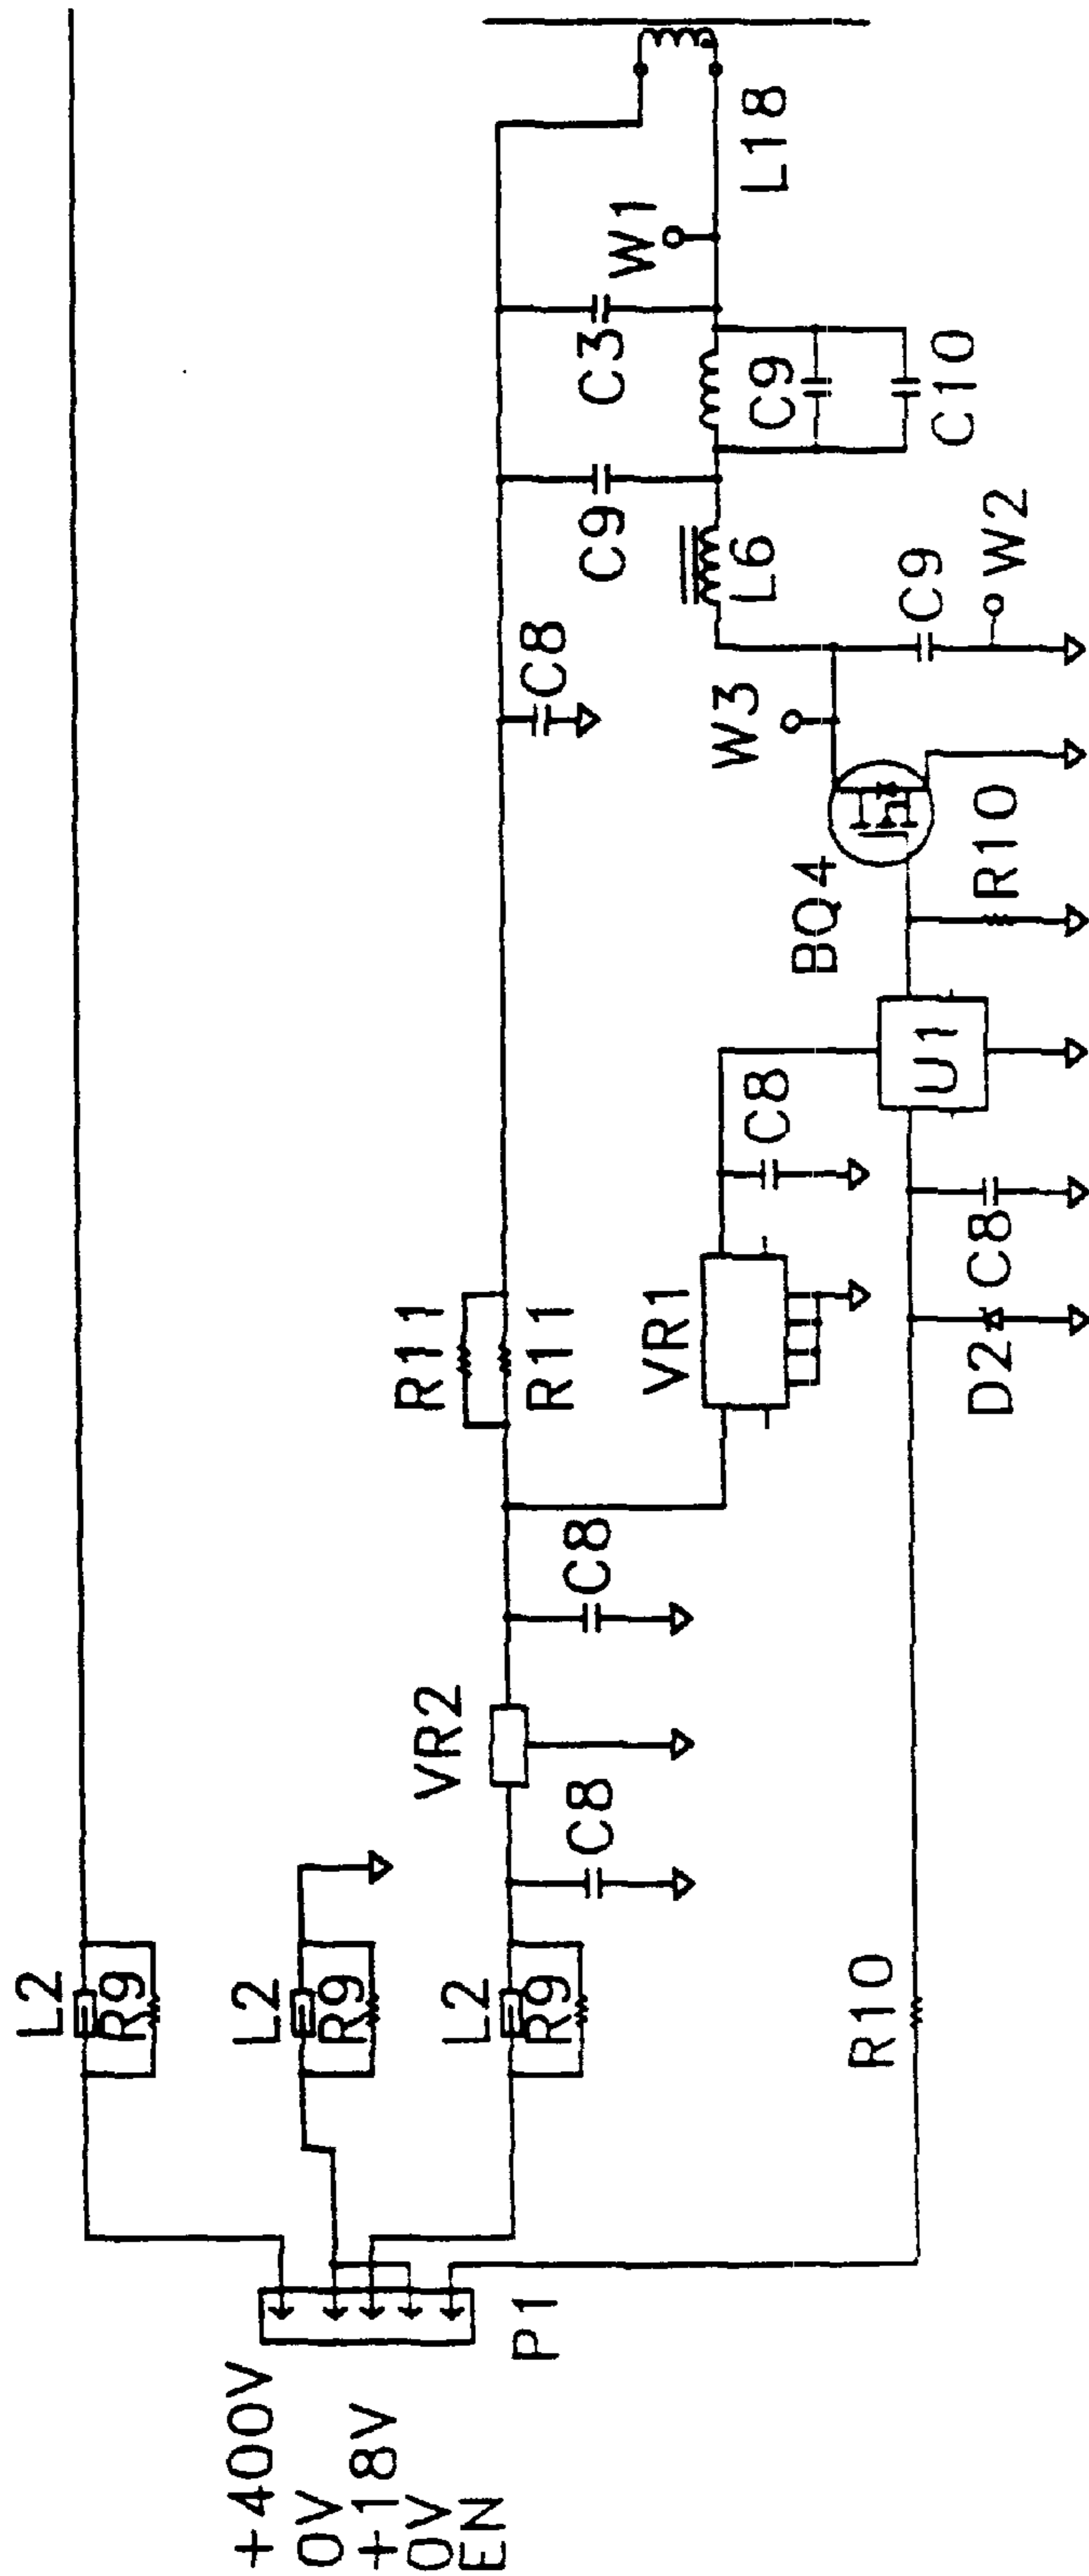 +400V
0V
+18V
0V
EN
P1
L2
R9
L2
R9
L2
R9
R10
VR2
C8
C8
R11
R11
VR1
C8
D2
C8
U1
R10
BQ4
W3
C8
C9
W2
L6
C9
C3
C9
C10
W1
L18